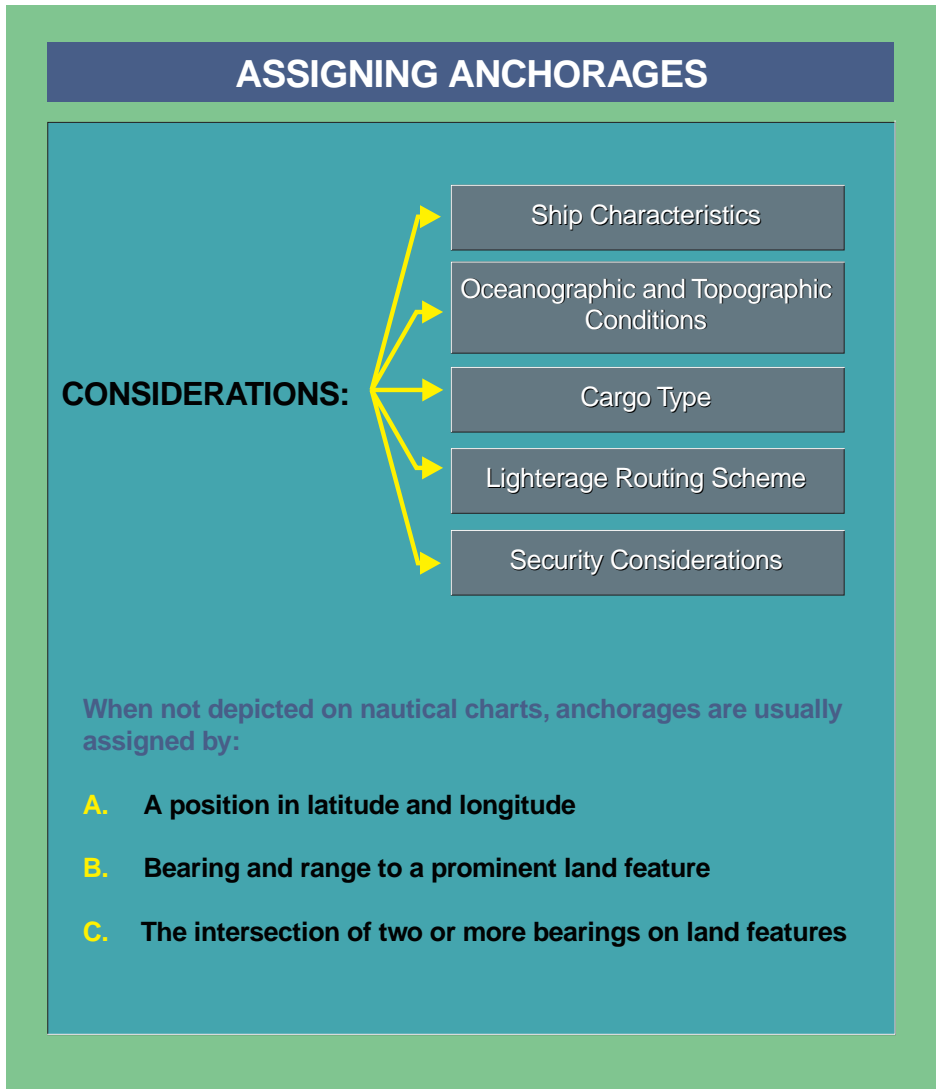 ASSIGNING ANCHORAGES
Ship Characteristics
Oceanographic and Topographic
Conditions
CONSIDERATIONS:
Cargo Type
Lighterage Routing Scheme
Security Considerations
When not depicted on nautical charts, anchorages are usually
assigned by:
A. A position in latitude and longitude
B. Bearing and range to a prominent land feature
C. The intersection of two or more bearings on land features